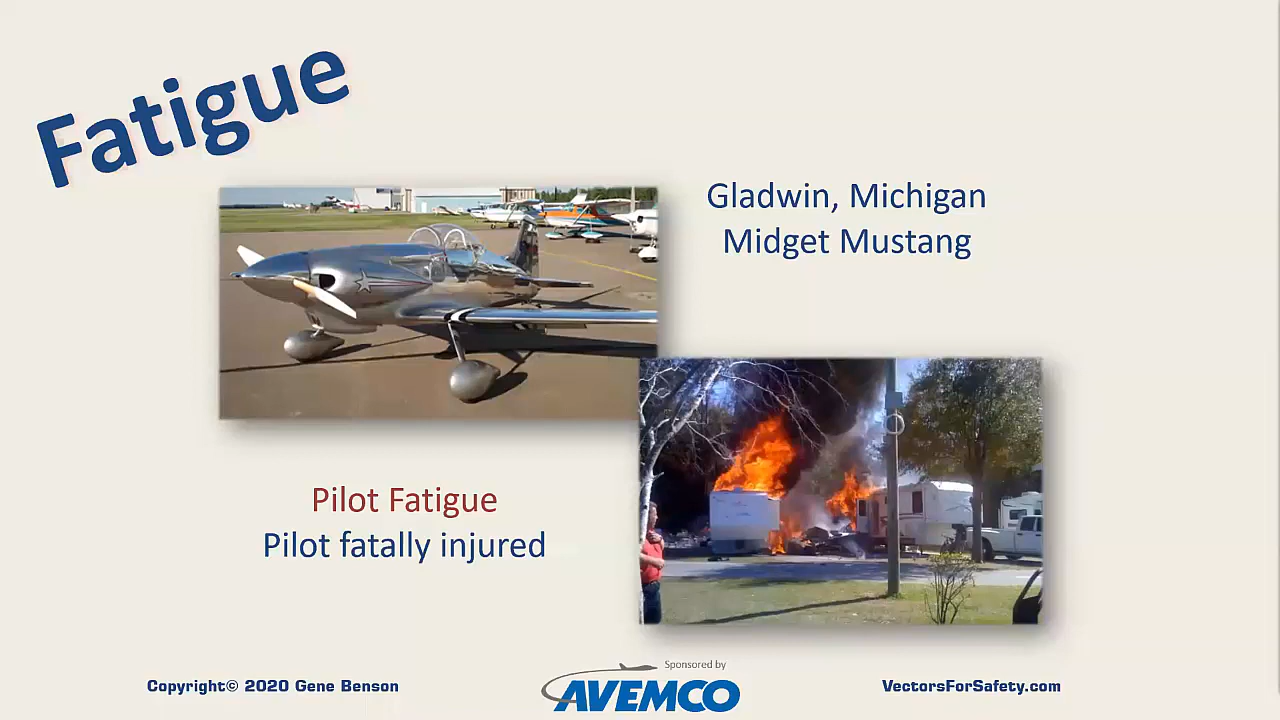 Fatigue
Gladwin, Michigan
Midget Mustang
Pilot Fatigue
Pilot fatally injured
Copyright© 2020 Gene Benson
Sponsored by
AVEMCO
VectorsForSafety.com